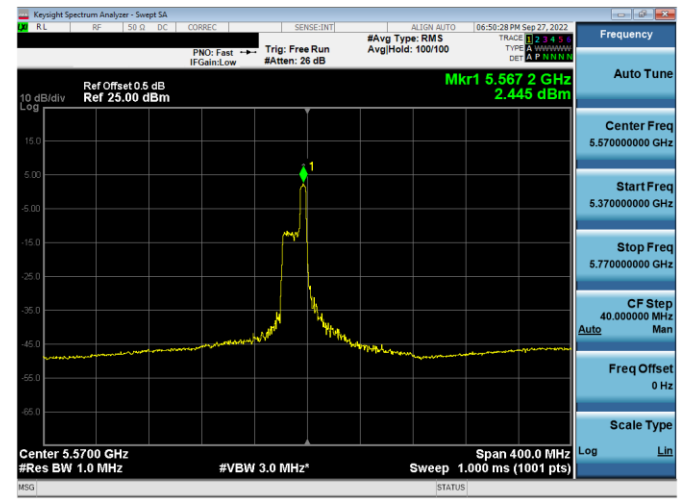 Keysight Spectrum Analyzer - Swept SA
RL RF 50 Ω DC CORREC SENSE:INT ALIGN AUTO 06:50:28 PM Sep 27, 2022
PNO: Fast Trig: Free Run #Avg Type: RMS TRACE 1 2 3 4 5 6
IFGain:Low #Atten: 26 dB Avg|Hold: 100/100 TYPE A WWWWW
DET A P N N N N
Frequency
Auto Tune
Center Freq
5.570000000 GHz
Start Freq
5.370000000 GHz
Stop Freq
5.770000000 GHz
CF Step
40.000000 MHz
Auto Man
Freq Offset
0 Hz
Scale Type
Log Lin
Ref Offset 0.5 dB
10 dB/div Ref 25.00 dBm
Log
Mkr1 5.567 2 GHz
2.445 dBm
15.0
5.00
-5.00
-15.0
-25.0
-35.0
-45.0
-55.0
-65.0
1
Center 5.5700 GHz Span 400.0 MHz
#Res BW 1.0 MHz #VBW 3.0 MHz* Sweep 1.000 ms (1001 pts)
MSG STATUS